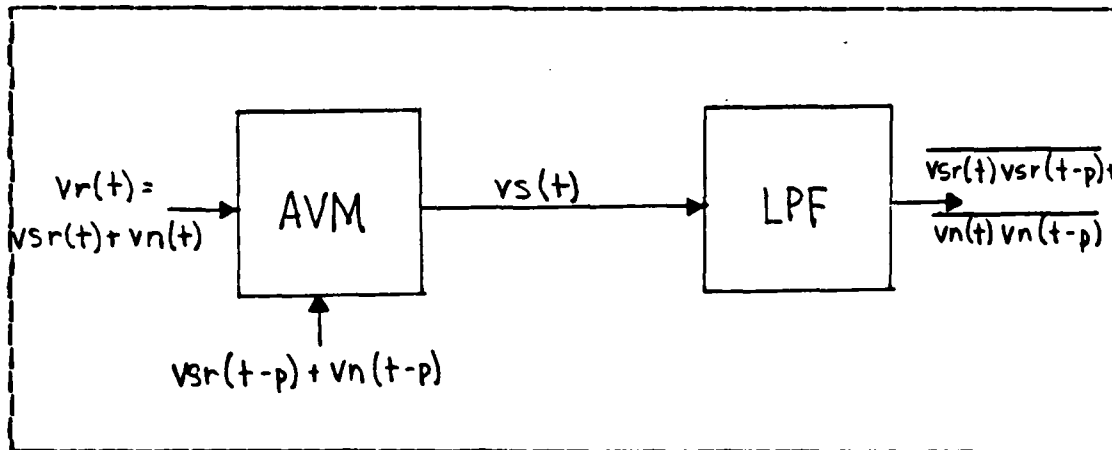 vr(t) =
vsr(t) + vn(t)
AVM
vsr(t-p) + vn(t-p)
vs(t)
LPF
vsr(t) vsr(t-p) +
vn(t) vn(t-p)